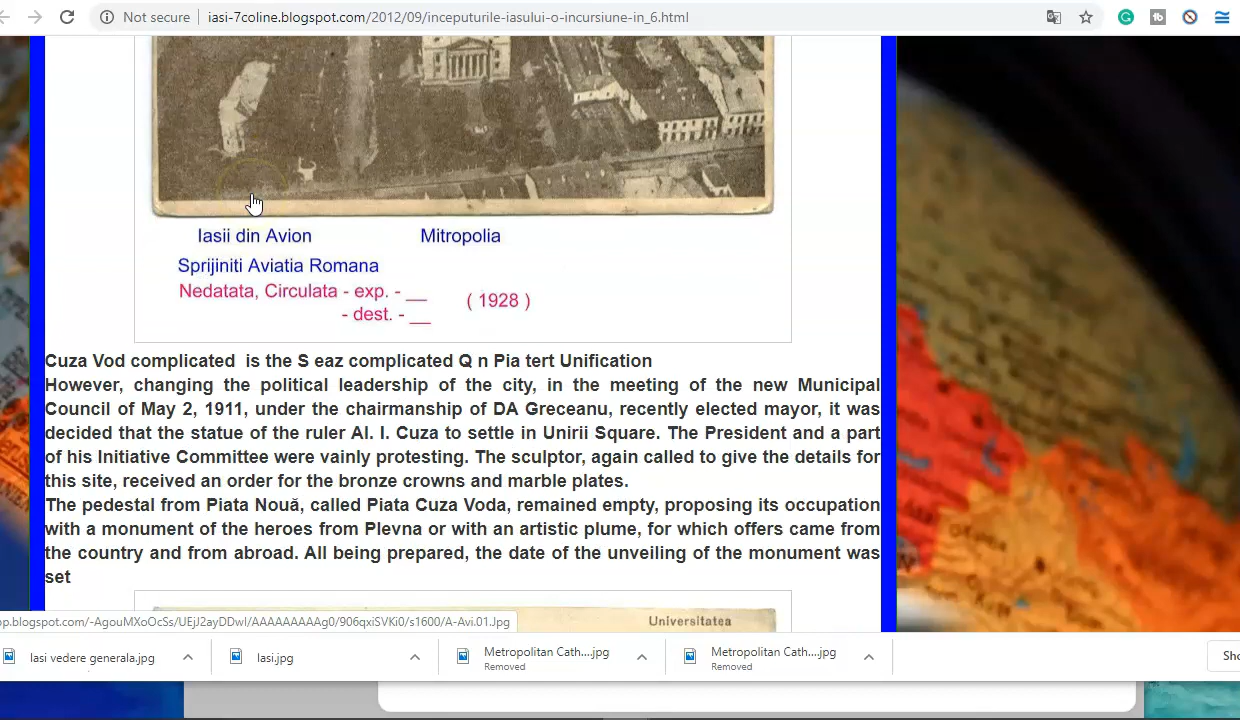 Not secure iasi-7coline.blogspot.com/2012/09/inceputurile-iasului-o-incursiune-in_6.html
Iasii din Avion Mitropolia
Sprijiniti Aviatia Romana
Nedatata, Circulata - exp. - __ ( 1928 )
- dest. - __
Cuza Vod complicated is the S eaz complicated Q n Pia tert Unification
However, changing the political leadership of the city, in the meeting of the new Municipal
Council of May 2, 1911, under the chairmanship of DA Greceanu, recently elected mayor, it was
decided that the statue of the ruler Al. I. Cuza to settle in Unirii Square. The President and a part
of his Initiative Committee were vainly protesting. The sculptor, again called to give the details for
this site, received an order for the bronze crowns and marble plates.
The pedestal from Piata Nouă, called Piata Cuza Voda, remained empty, proposing its occupation
with a monument of the heroes from Plevna or with an artistic plume, for which offers came from
the country and from abroad. All being prepared, the date of the unveiling of the monument was
set
Universitatea
op.blogspot.com/-AgouMXoOcSs/UEjJ2ayDDwI/AAAAAAAAAg0/906qxiSVKi0/s1600/A-Avi.01.Jpg
Iasi vedere generala.jpg Iasi.jpg Metropolitan Cath....jpg Metropolitan Cath....jpg Sho
Removed Removed